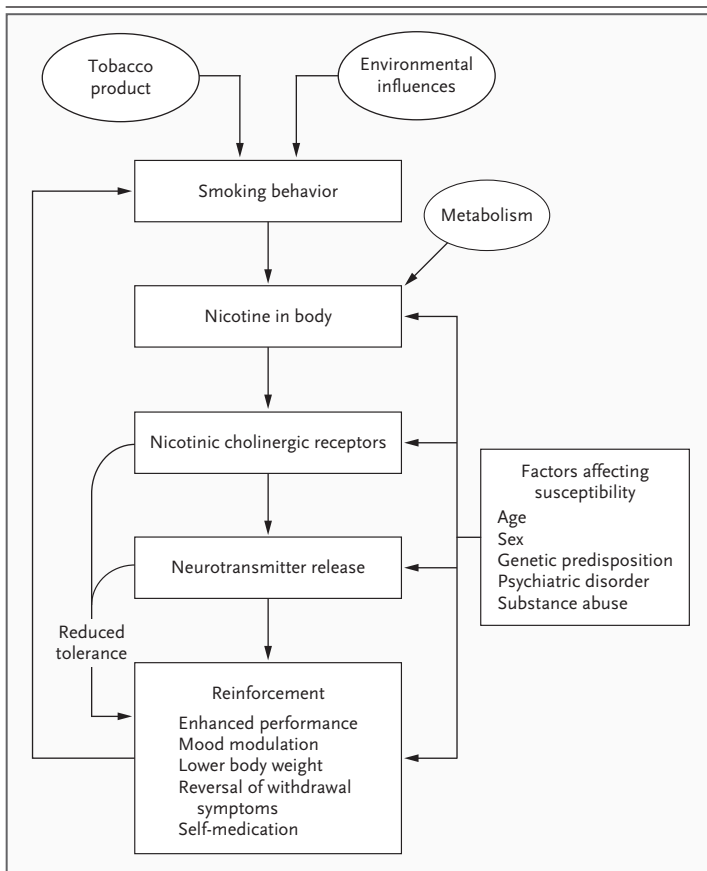 Tobacco
product
Environmental
influences
Smoking behavior
Metabolism
Nicotine in body
Nicotinic cholinergic receptors
Factors affecting
susceptibility
Age
Sex
Genetic predisposition
Psychiatric disorder
Substance abuse
Neurotransmitter release
Reduced
tolerance
Reinforcement
Enhanced performance
Mood modulation
Lower body weight
Reversal of withdrawal
symptoms
Self-medication